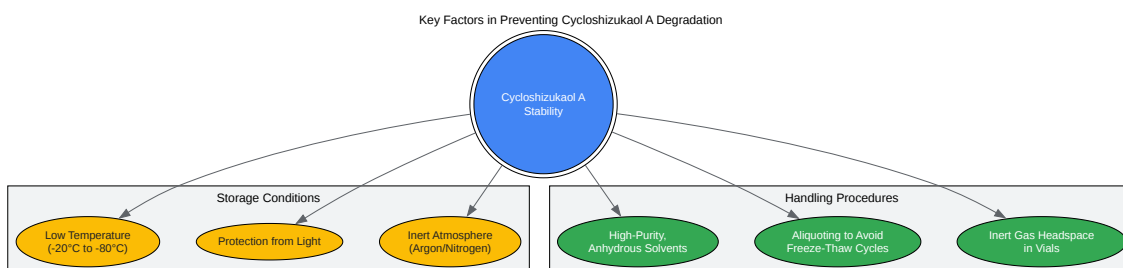 Key Factors in Preventing Cycloshizukaol A Degradation
Cycloshizukaol A
Stability
Storage Conditions
Handling Procedures
Low Temperature
(-20°C to -80°C)
Protection from Light
Inert Atmosphere
(Argon/Nitrogen)
High-Purity,
Anhydrous Solvents
Aliquoting to Avoid
Freeze-Thaw Cycles
Inert Gas Headspace
in Vials